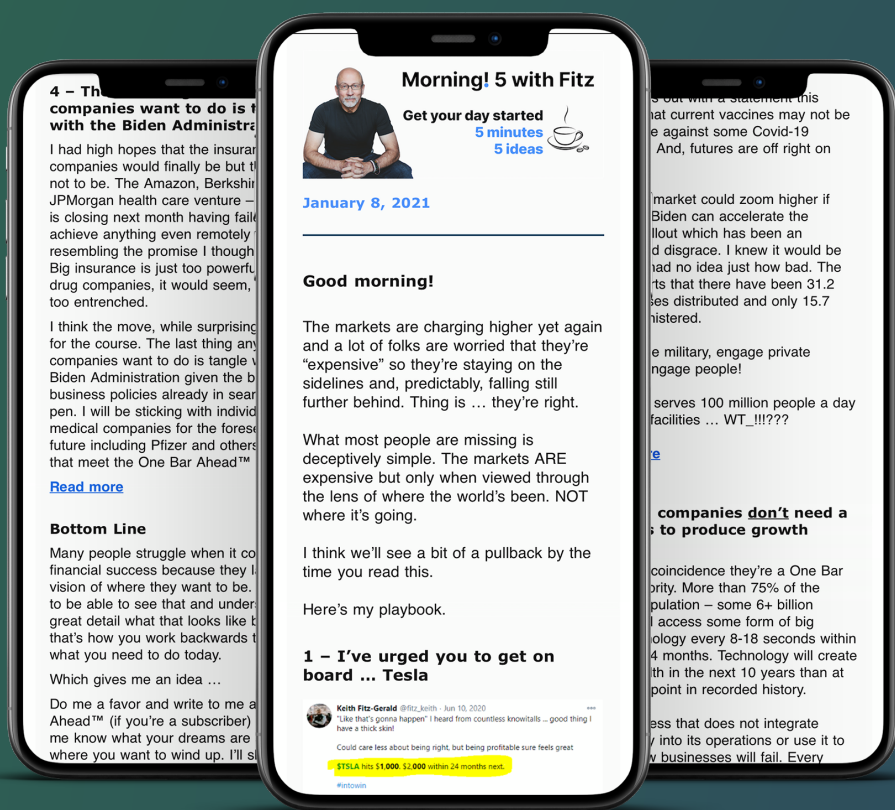 4 – Th
companies want to do is t
with the Biden Administra
I had high hopes that the insuran
companies would finally be but t
not to be. The Amazon, Berkshir
JPMorgan health care venture –
is closing next month having faile
achieve anything even remotely
resembling the promise I though
Big insurance is just too powerfu
drug companies, it would seem,
too entrenched.
I think the move, while surprising
for the course. The last thing any
companies want to do is tangle
Biden Administration given the b
business policies already in sear
pen. I will be sticking with individ
medical companies for the forese
future including Pfizer and others
that meet the One Bar Ahead™
Read more
Bottom Line
Many people struggle when it co
financial success because they l
vision of where they want to be.
to be able to see that and under
great detail what that looks like b
that's how you work backwards t
what you need to do today.
Which gives me an idea …
Do me a favor and write to me a
Ahead™ (if you're a subscriber)
me know what your dreams are
where you want to wind up. I'll s
Morning! 5 with Fitz
Get your day started
5 minutes
5 ideas
January 8, 2021
Good morning!
The markets are charging higher yet again
and a lot of folks are worried that they're
“expensive” so they're staying on the
sidelines and, predictably, falling still
further behind. Thing is … they're right.
What most people are missing is
deceptively simple. The markets ARE
expensive but only when viewed through
the lens of where the world's been. NOT
where it's going.
I think we'll see a bit of a pullback by the
time you read this.
Here's my playbook.
1 – I've urged you to get on
board … Tesla
Keith Fitz-Gerald @fitz_keith · Jun 10, 2020
"Like that's gonna happen" I heard from countless knowitalls ... good thing I
have a thick skin!
Could care less about being right, but being profitable sure feels great
$TSLA hits $1,000. $2,000 within 24 months next.
#intowin
s out with a statement this
hat current vaccines may not be
e against some Covid-19
And, futures are off right on
market could zoom higher if
Biden can accelerate the
llout which has been an
d disgrace. I knew it would be
had no idea just how bad. The
rts that there have been 31.2
ses distributed and only 15.7
nistered.
e military, engage private
ngage people!
serves 100 million people a day
facilities … WT_!!!???
re
companies don't need a
s to produce growth
coincidence they're a One Bar
ority. More than 75% of the
pulation – some 6+ billion
l access some form of big
nology every 8-18 seconds within
4 months. Technology will create
lth in the next 10 years than at
point in recorded history.
ess that does not integrate
y into its operations or use it to
w businesses will fail. Every